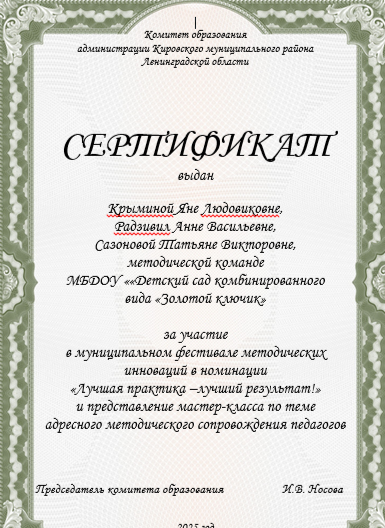 Комитет образования
администрации Кировского муниципального района
Ленинградской области
СЕРТИФИКАТ
выдан
Крыминой Яне Людовиковне,
Радзивил Анне Васильевне,
Сазоновой Татьяне Викторовне,
методической команде
МБДОУ ««Детский сад комбинированного
вида «Золотой ключик»
за участие
в муниципальном фестивале методических
инноваций в номинации
«Лучшая практика –лучший результат!»
и представление мастер-класса по теме
адресного методического сопровождения педагогов
Председатель комитета образования И.В. Носова
2025 год